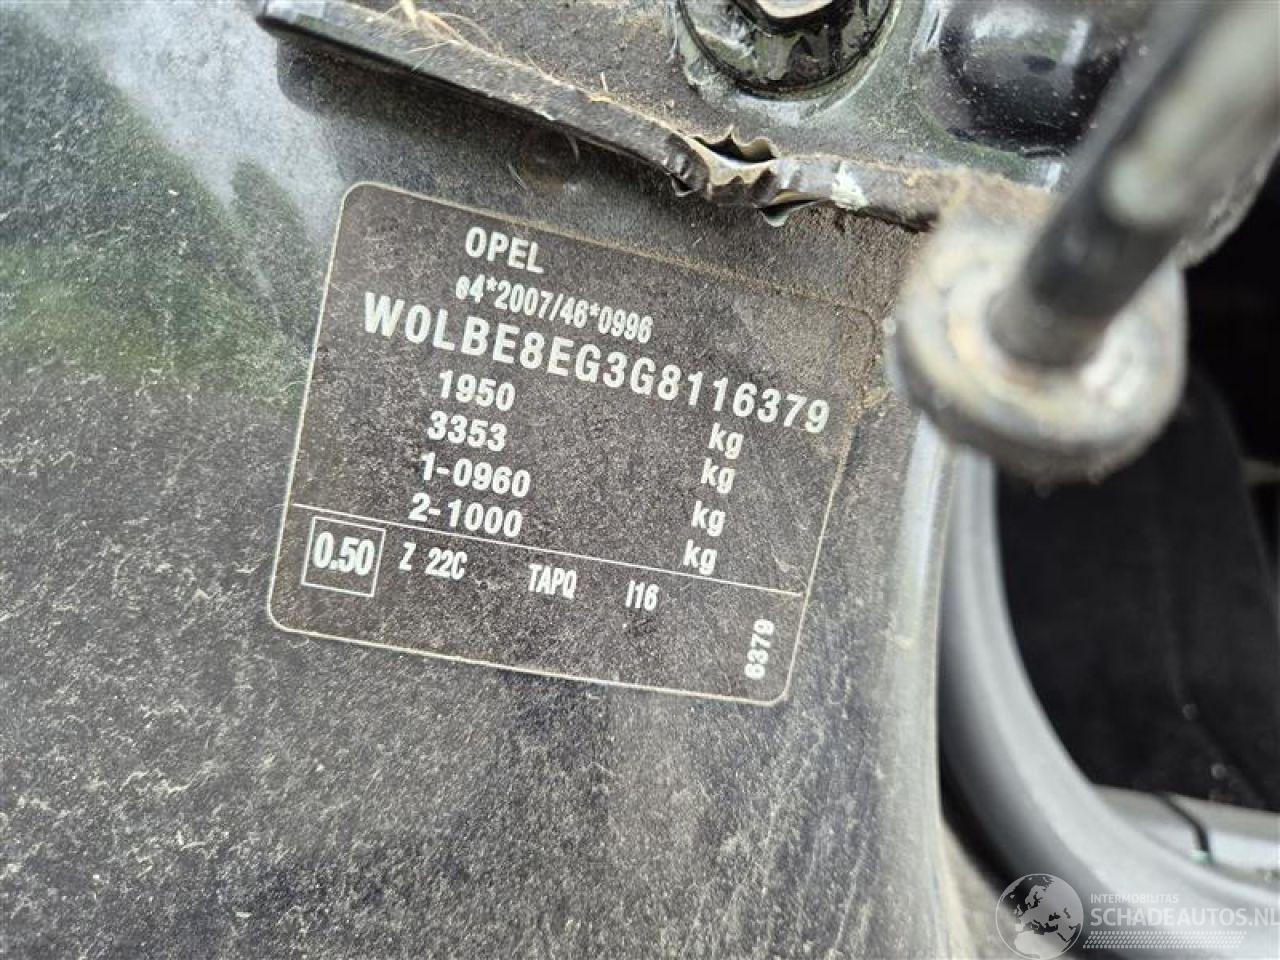 OPEL
e4*2007/46*0996
W0LBE8EG3G8116379
1950 kg
3353 kg
1-0960 kg
2-1000 kg
0.50 Z 22C TAPQ I16
6379
INTERMOBILITAS
SCHADEAUTOS.NL